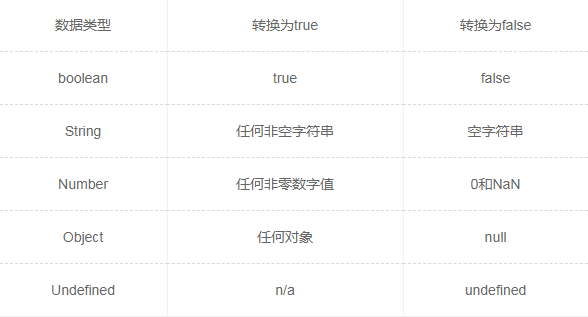 数据类型 转换为true 转换为false
boolean true false
String 任何非空字符串 空字符串
Number 任何非零数字值 0和NaN
Object 任何对象 null
Undefined n/a undefined